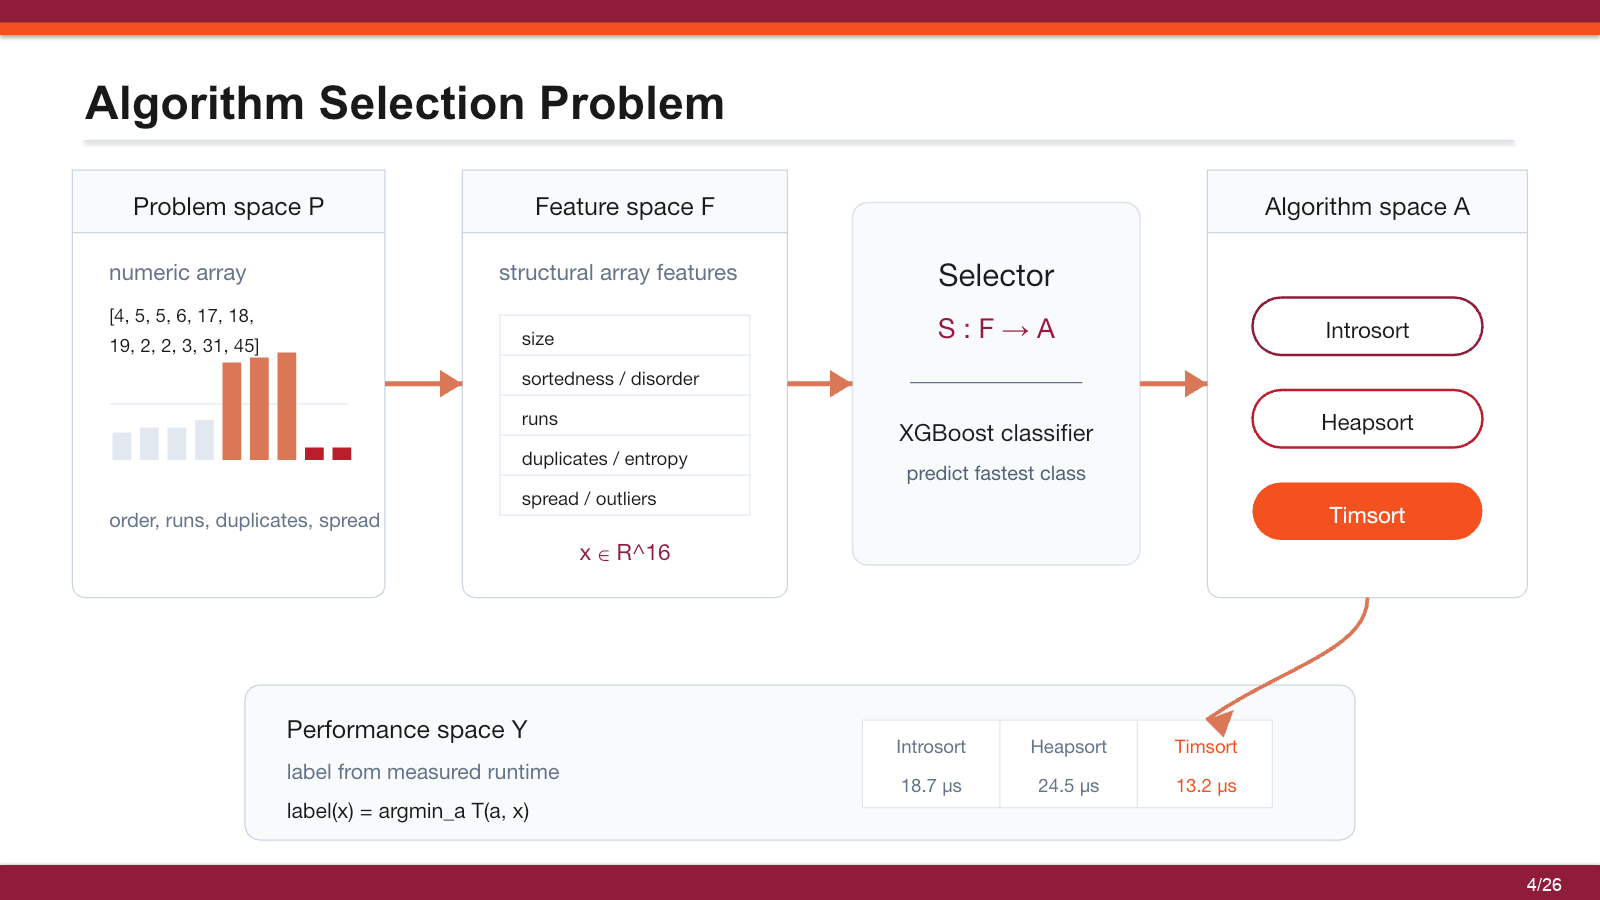 Algorithm Selection Problem
Problem space P
numeric array
[4, 5, 5, 6, 17, 18,
19, 2, 2, 3, 31, 45]
order, runs, duplicates, spread
Feature space F
structural array features
size
sortedness / disorder
runs
duplicates / entropy
spread / outliers
x ∈ R^16
Selector
S : F → A
XGBoost classifier
predict fastest class
Algorithm space A
Introsort
Heapsort
Timsort
Performance space Y
label from measured runtime
label(x) = argmin_a T(a, x)
Introsort
18.7 µs
Heapsort
24.5 µs
Timsort
13.2 µs
4/26